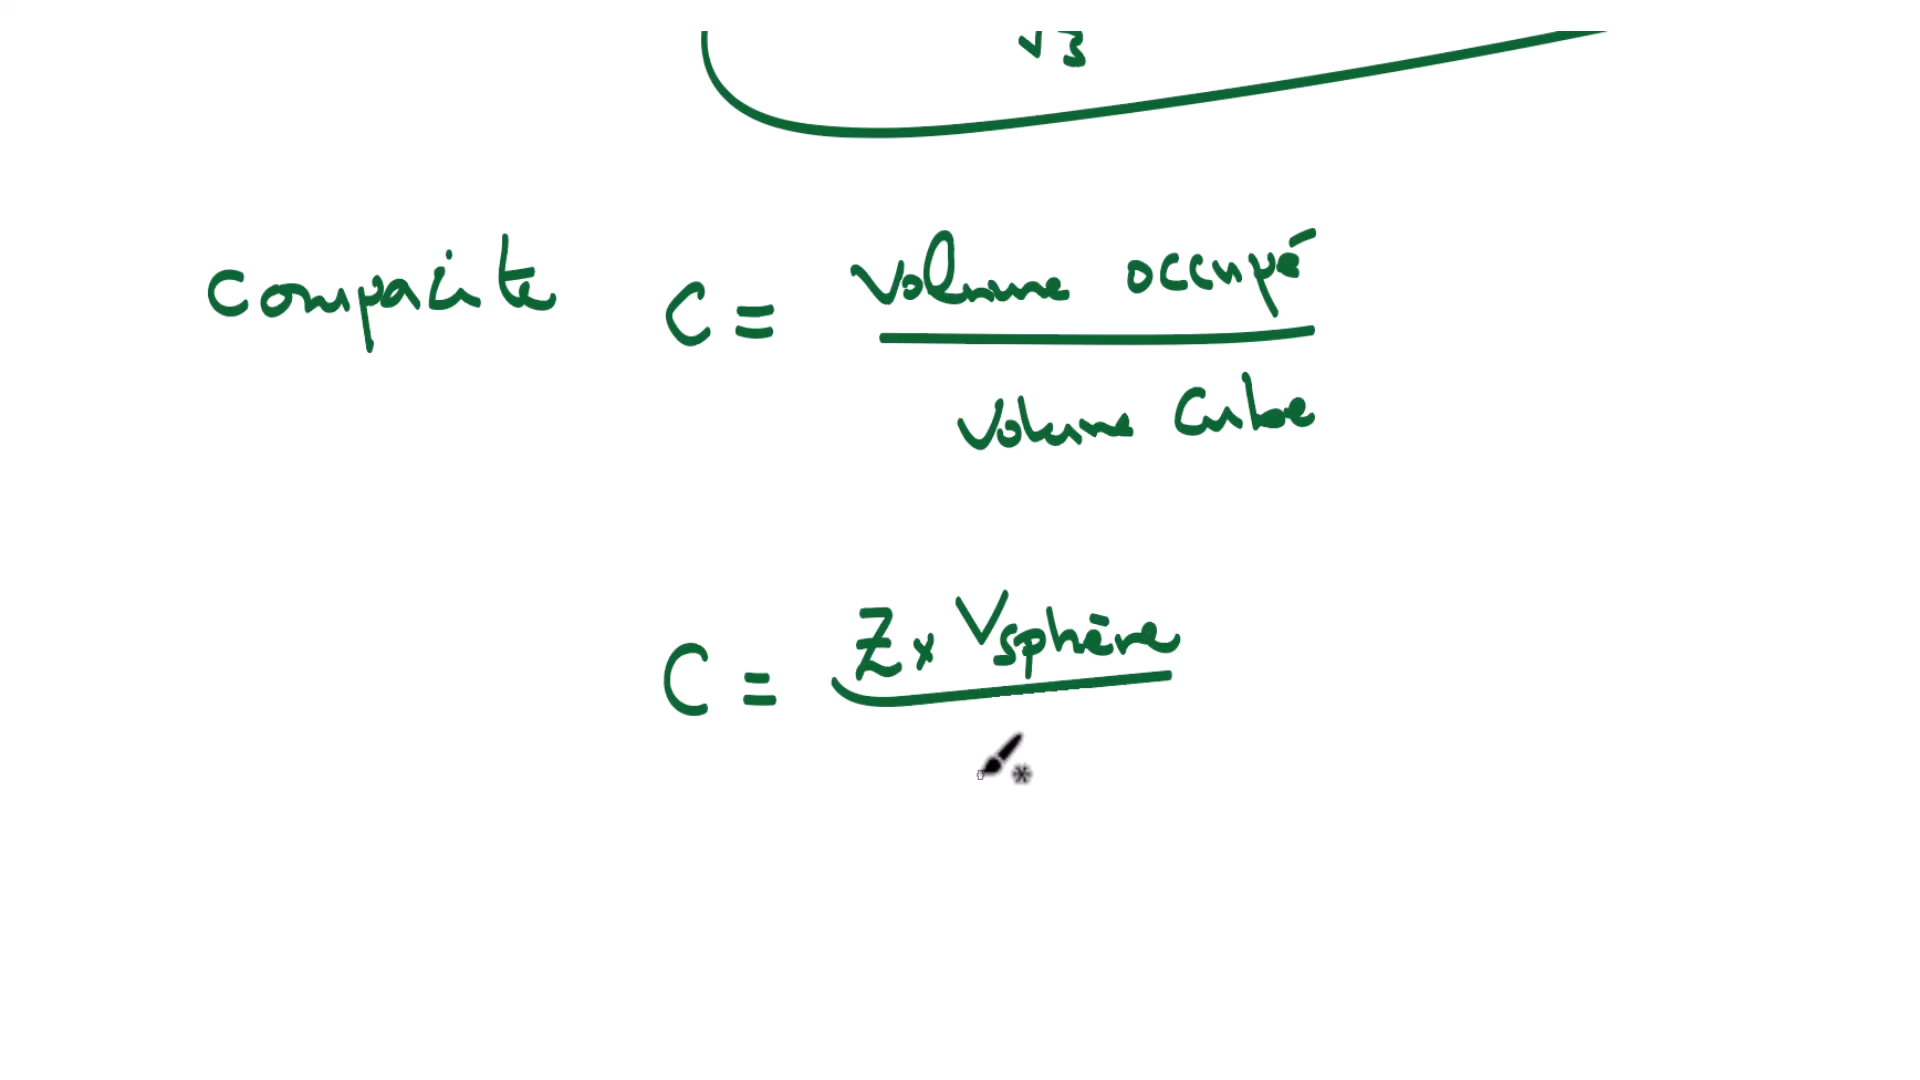 √3
Compacité C = Volume occupé
Volume Cube
C = Z x Vsphère